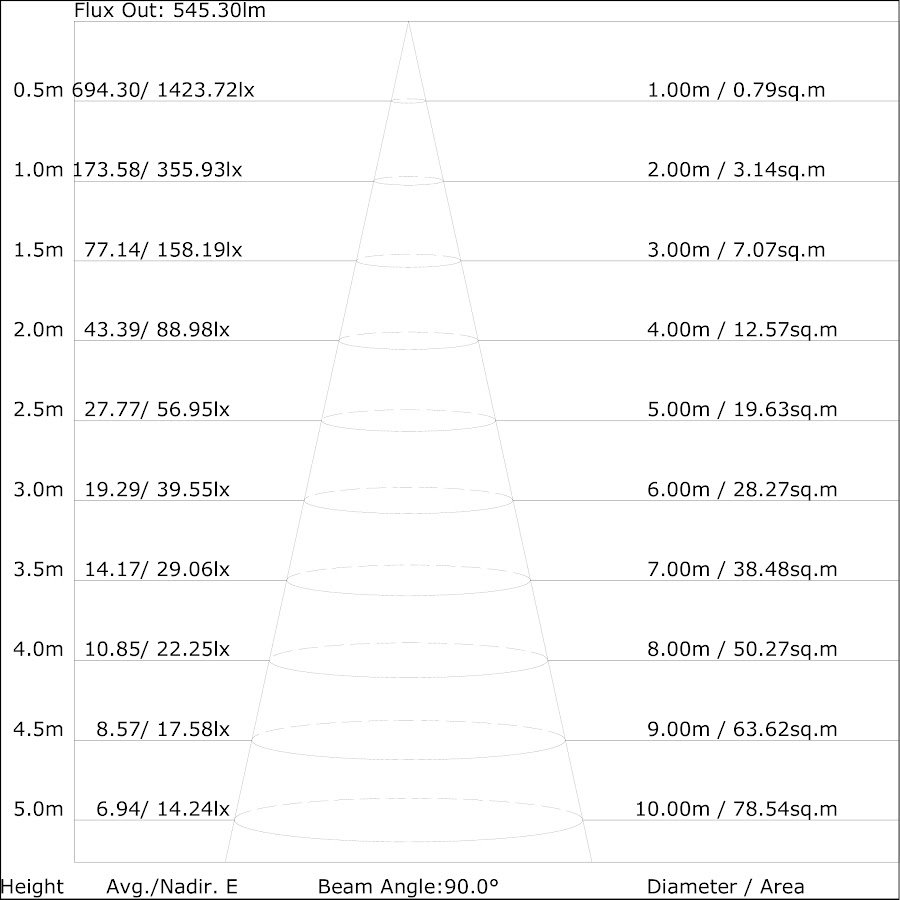 Flux Out: 545.30lm
0.5m 694.30/ 1423.72lx 1.00m / 0.79sq.m
1.0m 173.58/ 355.93lx 2.00m / 3.14sq.m
1.5m 77.14/ 158.19lx 3.00m / 7.07sq.m
2.0m 43.39/ 88.98lx 4.00m / 12.57sq.m
2.5m 27.77/ 56.95lx 5.00m / 19.63sq.m
3.0m 19.29/ 39.55lx 6.00m / 28.27sq.m
3.5m 14.17/ 29.06lx 7.00m / 38.48sq.m
4.0m 10.85/ 22.25lx 8.00m / 50.27sq.m
4.5m 8.57/ 17.58lx 9.00m / 63.62sq.m
5.0m 6.94/ 14.24lx 10.00m / 78.54sq.m
Height Avg./Nadir. E Beam Angle:90.0° Diameter / Area